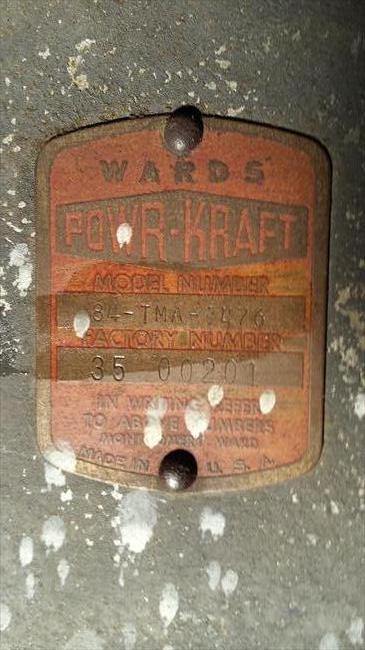 WARDS
POWR-KRAFT
MODEL NUMBER
84-TMA-
FACTORY NUMBER
35 00201
IN WRITING REFER
TO ABOVE NUMBERS
MONTGOMERY WARD
MADE IN U. S. A.